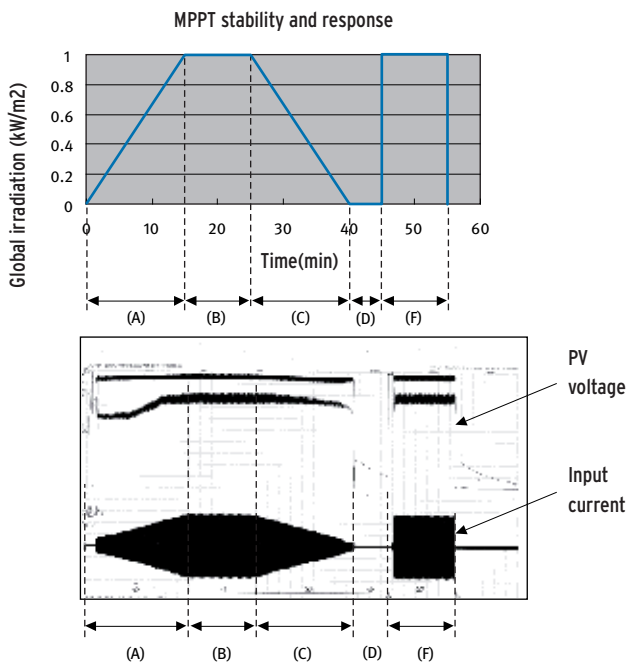 MPPT stability and response
Global irradiation (kW/m2)
1
0.8
0.6
0.4
0.2
0
0 10 20 30 40 50 60
Time(min)
(A) (B) (C) (D) (F)
PV
voltage
Input
current
(A) (B) (C) (D) (F)